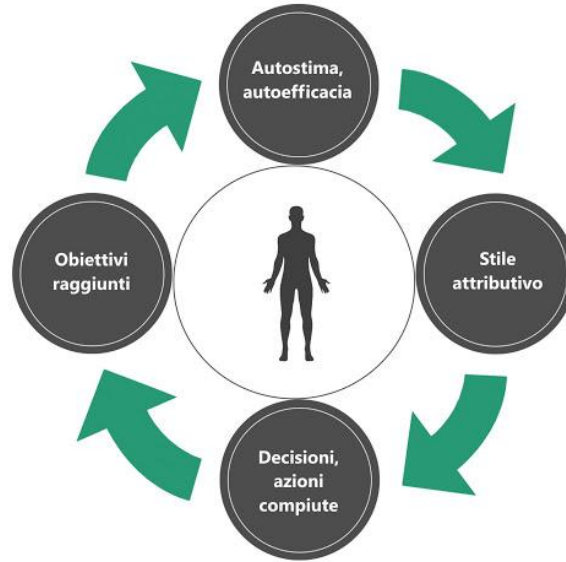 Autostima,
autoefficacia
Stile
attributivo
Decisioni,
azioni
compiute
Obiettivi
raggiunti